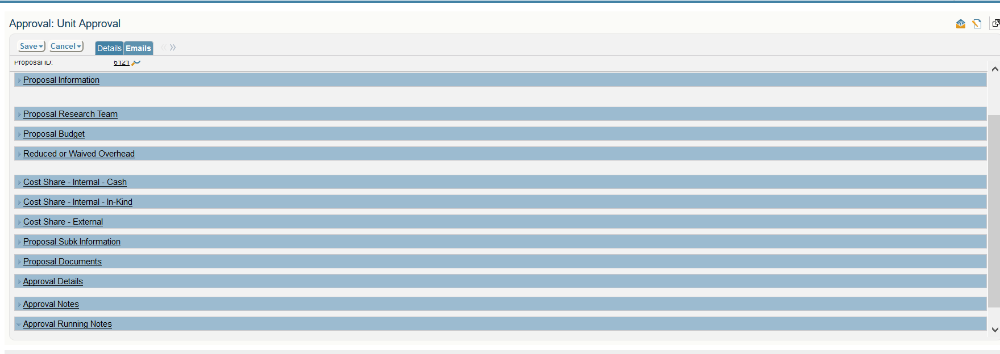 Approval: Unit Approval
Save Cancel Details Emails
Proposal ID: 6121
Proposal Information
Proposal Research Team
Proposal Budget
Reduced or Waived Overhead
Cost Share - Internal - Cash
Cost Share - Internal - In-Kind
Cost Share - External
Proposal Subk Information
Proposal Documents
Approval Details
Approval Notes
Approval Running Notes